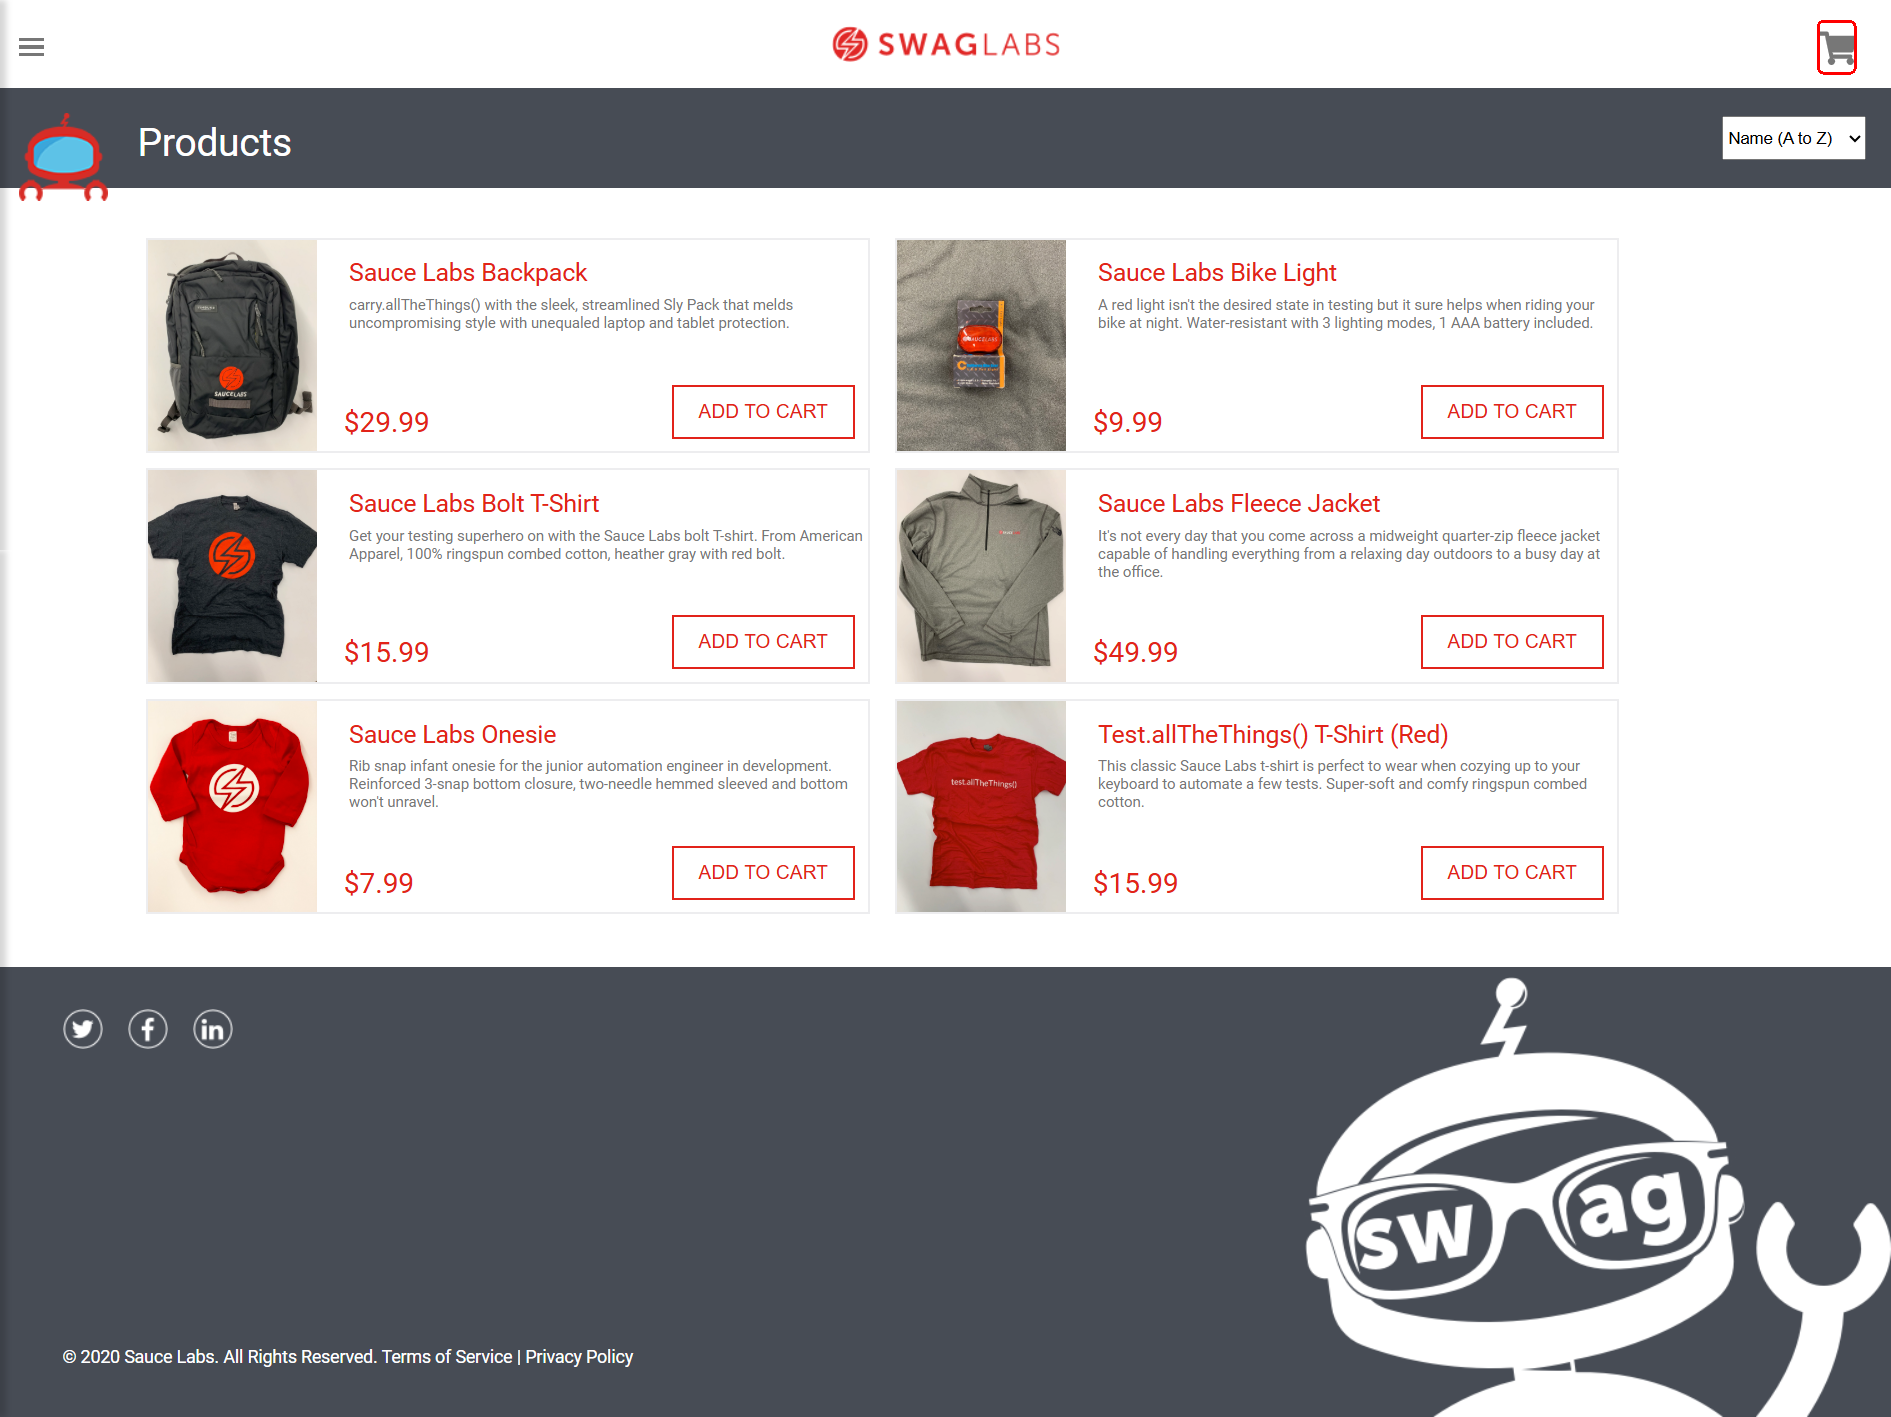 SWAGLABS
Products
Name (A to Z)
Sauce Labs Backpack
carry.allTheThings() with the sleek, streamlined Sly Pack that melds
uncompromising style with unequaled laptop and tablet protection.
$29.99
ADD TO CART
SAUCELABS
Sauce Labs Bike Light
A red light isn't the desired state in testing but it sure helps when riding your
bike at night. Water-resistant with 3 lighting modes, 1 AAA battery included.
$9.99
ADD TO CART
SAUCELABS
Sauce Labs Bolt T-Shirt
Get your testing superhero on with the Sauce Labs bolt T-shirt. From American
Apparel, 100% ringspun combed cotton, heather gray with red bolt.
$15.99
ADD TO CART
Sauce Labs Fleece Jacket
It's not every day that you come across a midweight quarter-zip fleece jacket
capable of handling everything from a relaxing day outdoors to a busy day at
the office.
$49.99
ADD TO CART
Sauce Labs Onesie
Rib snap infant onesie for the junior automation engineer in development.
Reinforced 3-snap bottom closure, two-needle hemmed sleeved and bottom
won't unravel.
$7.99
ADD TO CART
Test.allTheThings() T-Shirt (Red)
This classic Sauce Labs t-shirt is perfect to wear when cozying up to your
keyboard to automate a few tests. Super-soft and comfy ringspun combed
cotton.
$15.99
ADD TO CART
test.allTheThings()
sw ag
© 2020 Sauce Labs. All Rights Reserved. Terms of Service | Privacy Policy